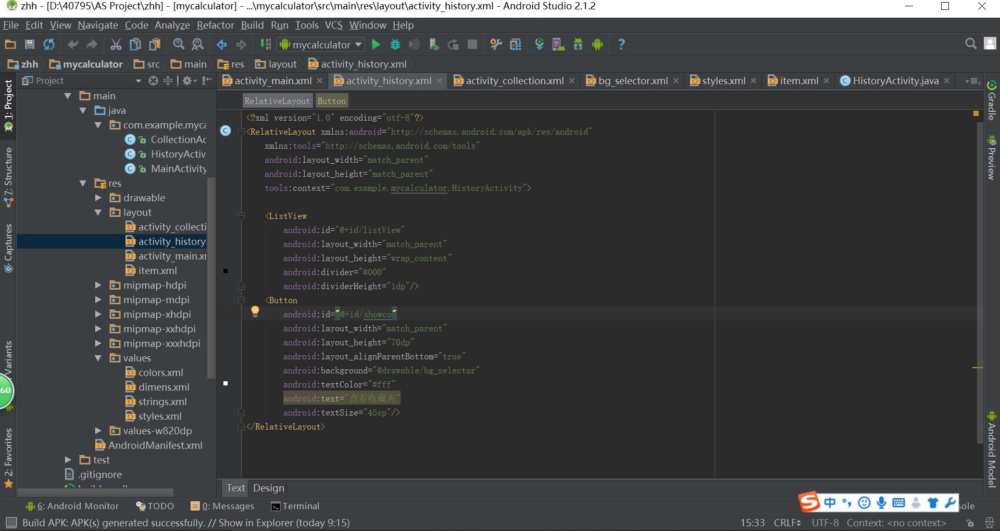 zhh - [D:\40795\AS Project\zhh] - [mycalculator] - ...\mycalculator\src\main\res\layout\activity_history.xml - Android Studio 2.1.2
File Edit View Navigate Code Analyze Refactor Build Run Tools VCS Window Help
mycalculator
zhh mycalculator src main res layout activity_history.xml
Project
activity_main.xml activity_history.xml activity_collection.xml bg_selector.xml styles.xml item.xml HistoryActivity.java
1: Project
7: Structure
Captures
Variants
60
2: Favorites
main
java
com.example.myca
CollectionAc
HistoryActiv
MainActivity
res
drawable
layout
activity_collecti
activity_history
activity_main.x
item.xml
mipmap-hdpi
mipmap-mdpi
mipmap-xhdpi
mipmap-xxhdpi
mipmap-xxxhdpi
values
colors.xml
dimens.xml
strings.xml
styles.xml
values-w820dp
AndroidManifest.xml
test
.gitignore
RelativeLayout Button
<?xml version="1.0" encoding="utf-8"?>
<RelativeLayout xmlns:android="http://schemas.android.com/apk/res/android"
xmlns:tools="http://schemas.android.com/tools"
android:layout_width="match_parent"
android:layout_height="match_parent"
tools:context="com.example.mycalculator.HistoryActivity">
<ListView
android:id="@+id/listView"
android:layout_width="match_parent"
android:layout_height="wrap_content"
android:divider="#000"
android:dividerHeight="1dp"/>
<Button
android:id="@+id/showco"
android:layout_width="match_parent"
android:layout_height="70dp"
android:layout_alignParentBottom="true"
android:background="@drawable/bg_selector"
android:textColor="#fff"
android:text="查看收藏夹"
android:textSize="45sp"/>
</RelativeLayout>
Gradle
Preview
Android Model
Text Design
6: Android Monitor TODO 0: Messages Terminal
中
sole
Build APK: APK(s) generated successfully. // Show in Explorer (today 9:15)
15:33 CRLF UTF-8 Context: <no context>